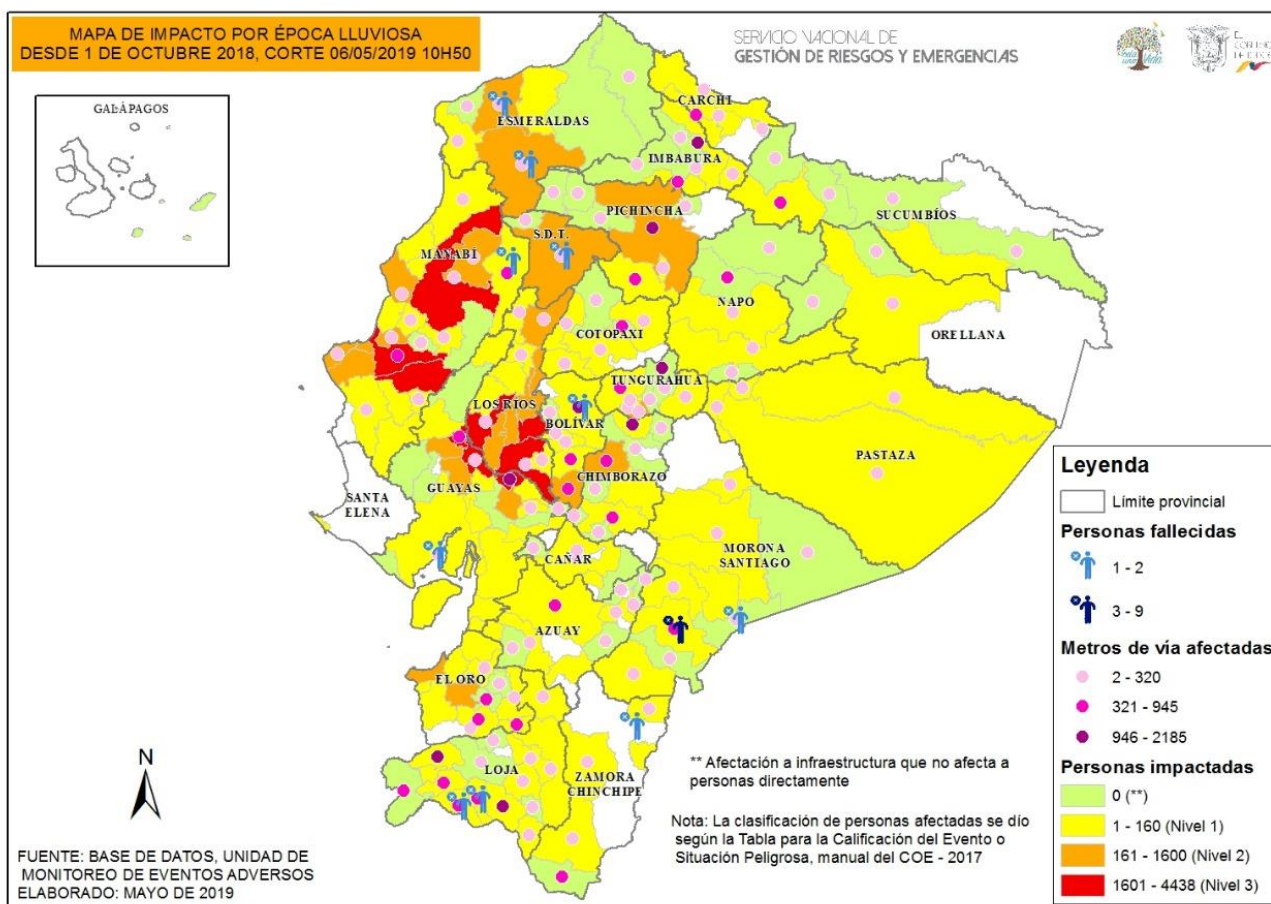 MAPA DE IMPACTO POR ÉPOCA LLUVIOSA
DESDE 1 DE OCTUBRE 2018, CORTE 06/05/2019 10H50
SERVICIO NACIONAL DE
GESTIÓN DE RIESGOS Y EMERGENCIAS
GALÁPAGOS
CARCHI
ESMERALDAS
IMBABURA
PICHINCHA
SUCUMBÍOS
S.D.T.
MANABÍ
NAPO
COTOPAXI
ORELLANA
TUNGURAHUA
LOS RIOS
BOLÍVAR
PASTAZA
CHIMBORAZO
GUAYAS
SANTA
ELENA
MORONA
SANTIAGO
CAÑAR
AZUAY
EL ORO
LOJA
ZAMORA
CHINCHIPE
Leyenda
Límite provincial
Personas fallecidas
1 - 2
3 - 9
Metros de vía afectadas
2 - 320
321 - 945
946 - 2185
Personas impactadas
0 (**)
1 - 160 (Nivel 1)
161 - 1600 (Nivel 2)
1601 - 4438 (Nivel 3)
** Afectación a infraestructura que no afecta a
personas directamente
Nota: La clasificación de personas afectadas se dío
según la Tabla para la Calificación del Evento o
Situación Peligrosa, manual del COE - 2017
N
FUENTE: BASE DE DATOS, UNIDAD DE
MONITOREO DE EVENTOS ADVERSOS
ELABORADO: MAYO DE 2019